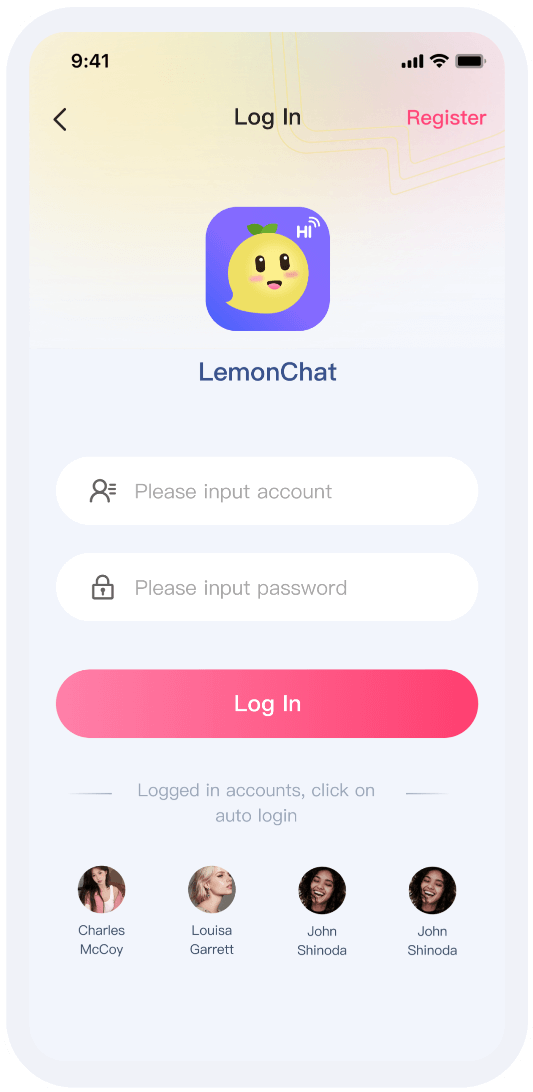 9:41
Log In
Register
HI
LemonChat
Please input account
Please input password
Log In
Logged in accounts, click on
auto login
Charles
McCoy
Louisa
Garrett
John
Shinoda
John
Shinoda